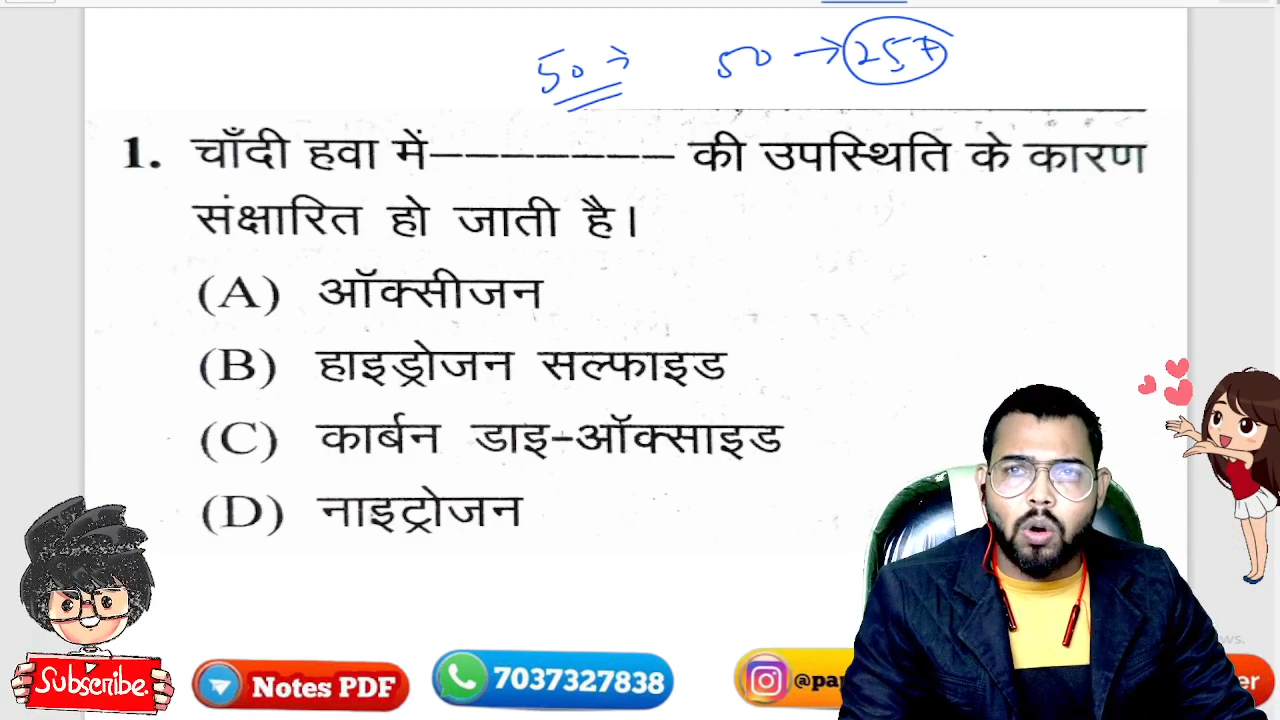 50 → 50 → 25+
1. चाँदी हवा में–––––––– की उपस्थिति के कारण
संक्षारित हो जाती है।
(A) ऑक्सीजन
(B) हाइड्रोजन सल्फाइड
(C) कार्बन डाइ-ऑक्साइड
(D) नाइट्रोजन
Subscribe.
Notes PDF
7037327838